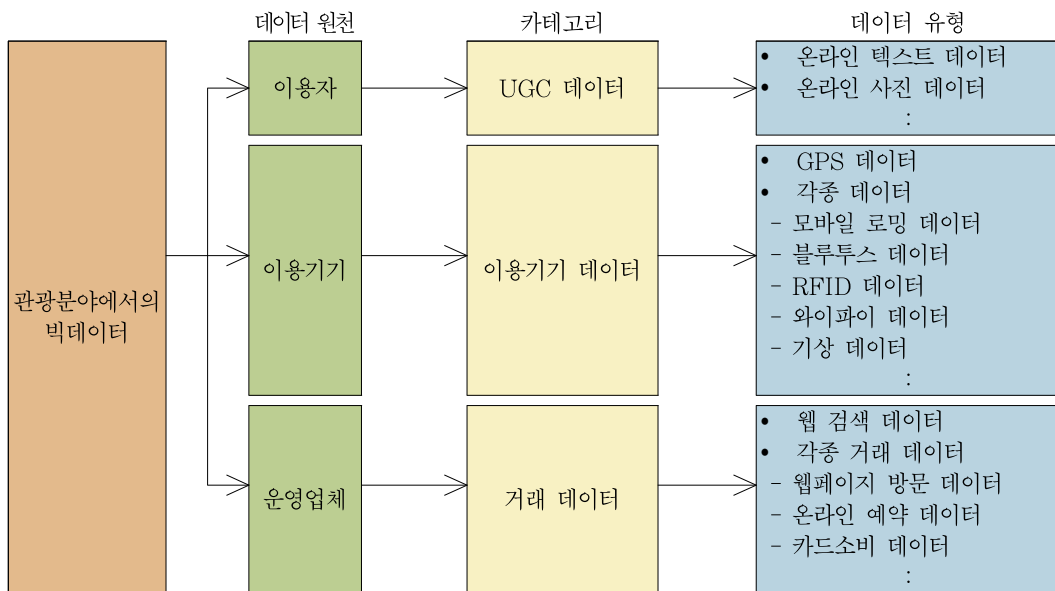 데이터 원천
카테고리
데이터 유형
관광분야에서의
빅데이터
이용자
UGC 데이터
• 온라인 텍스트 데이터
• 온라인 사진 데이터
:
이용기기
이용기기 데이터
• GPS 데이터
• 각종 데이터
- 모바일 로밍 데이터
- 블루투스 데이터
- RFID 데이터
- 와이파이 데이터
- 기상 데이터
:
운영업체
거래 데이터
• 웹 검색 데이터
• 각종 거래 데이터
- 웹페이지 방문 데이터
- 온라인 예약 데이터
- 카드소비 데이터
: